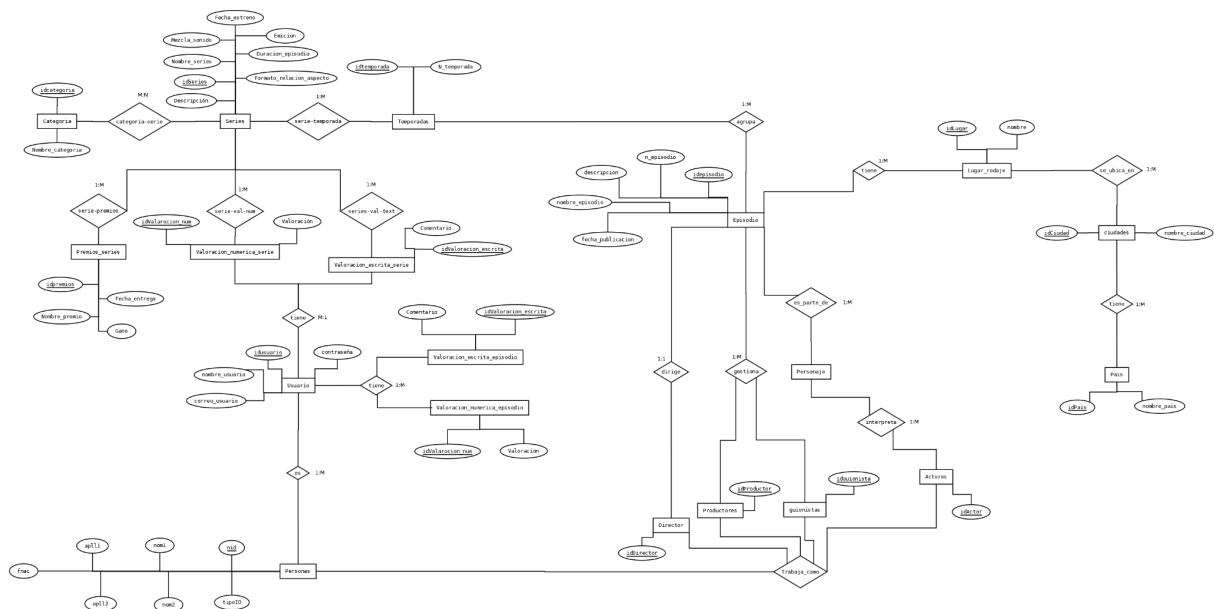 Fecha_estreno
Emicion
Mezcla_sonido
Duracion_episodio
Nombre_series
idtemporada
N_temporada
idSeries
Formato_relacion_aspecto
idcategoria
M:N
Descripción
1:M
1:M
Categoria
categoria-serie
Series
serie-temporada
Temporadas
agrupa
idLugar
nombre
Nombre_categoria
n_episodio
1:M
descripcion
idepisodio
tiene
Lugar_rodaje
se_ubica_en
1:M
1:M
1:M
1:M
nombre_episodio
serie-premios
serie-val-num
series-val-text
idValarocion_num
Valoración
Episodio
Comentario
fecha_publicacion
idCiudad
Ciudades
nombre_ciudad
Premios_series
Valoracion_numerica_serie
idValoracion_escrita
Valoracion_escrita_serie
idpremios
Fecha_entrega
es_parte_de
1:M
tiene
1:M
Nombre_premio
tiene
M:1
Comentario
idValoracion_escrita
Gano
idusuario
contraseña
Valoracion_escrita_episodio
1:1
1:M
nombre_usuario
dirige
gestiona
Personaje
Pais
Usuario
tiene
1:M
correo_usuario
Valoracion_numerica_episodio
idPais
nombre_pais
interpreta
1:M
idValarocion_num
Valoracion
es
1:M
idProductor
idGuionista
Actores
Productores
guionistas
idActor
Director
apll1
nom1
nid
idDirector
fnac
Personas
trabaja_como
apll2
nom2
tipoID